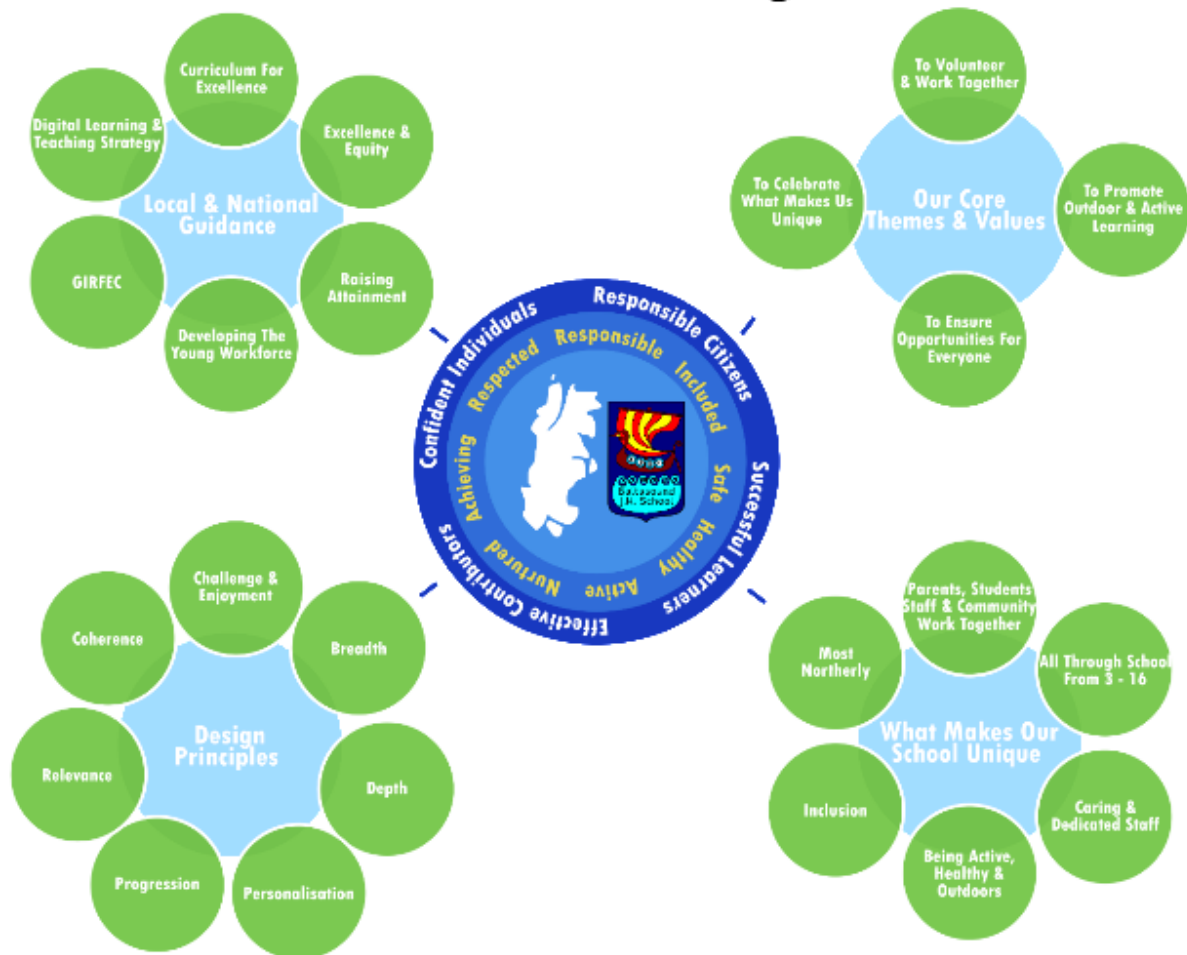 Curriculum For
Excellence
Digital Learning &
Teaching Strategy
Excellence &
Equity
Local & National
Guidance
GIRFEC
Raising
Attainment
Developing The
Young Workforce
To Volunteer
& Work Together
To Celebrate
What Makes Us
Unique
Our Core
Themes & Values
To Promote
Outdoor & Active
Learning
To Ensure
Opportunities For
Everyone
Confident Individuals
Responsible Citizens
Successful Learners
Effective Contributors
Achieving
Respected
Responsible
Included
Safe
Healthy
Active
Nurtured
Baltasound
J.H. School
Challenge &
Enjoyment
Coherence
Breadth
Design
Principles
Relevance
Depth
Progression
Personalisation
Parents, Students
Staff & Community
Work Together
Most
Northerly
All Through School
From 3 - 16
What Makes Our
School Unique
Inclusion
Caring &
Dedicated Staff
Being Active,
Healthy &
Outdoors